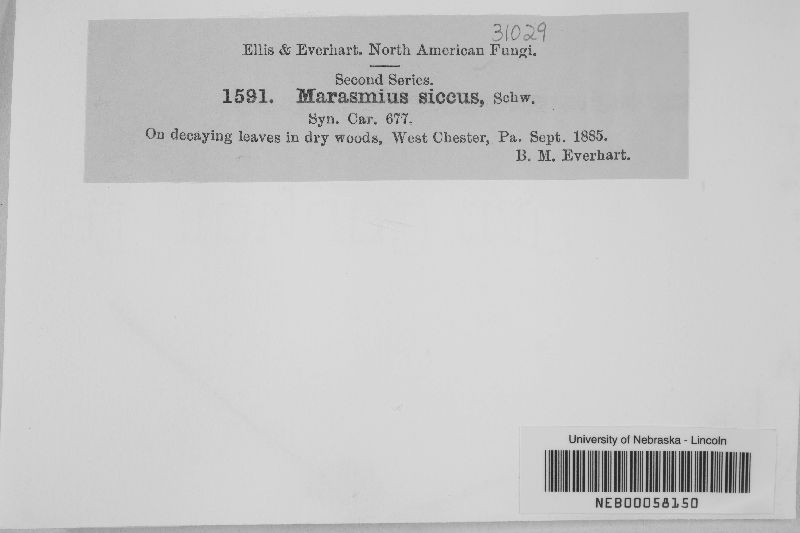 31029
Ellis & Everhart. North American Fungi.
Second Series.
1591. Marasmius siccus, Schw.
Syn. Car. 677.
On decaying leaves in dry woods, West Chester, Pa. Sept. 1885.
B. M. Everhart.
University of Nebraska - Lincoln
NEB00058150